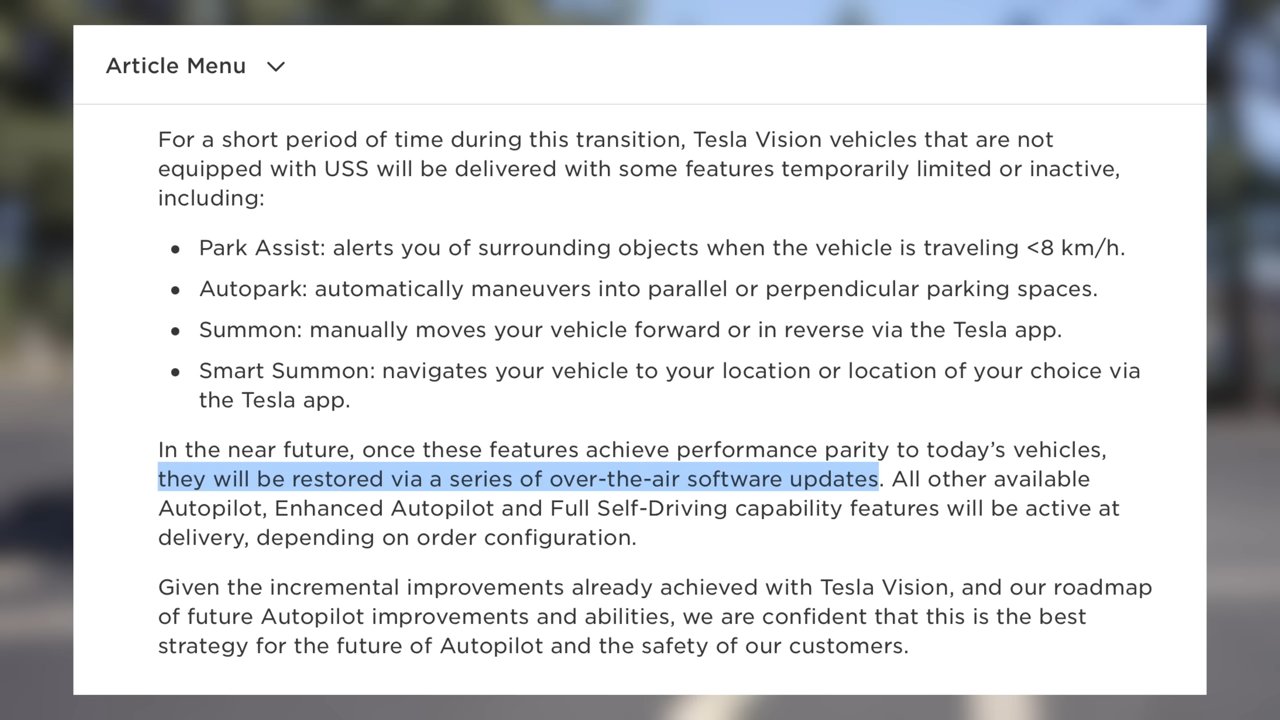 Article Menu
For a short period of time during this transition, Tesla Vision vehicles that are not
equipped with USS will be delivered with some features temporarily limited or inactive,
including:
• Park Assist: alerts you of surrounding objects when the vehicle is traveling <8 km/h.
• Autopark: automatically maneuvers into parallel or perpendicular parking spaces.
• Summon: manually moves your vehicle forward or in reverse via the Tesla app.
• Smart Summon: navigates your vehicle to your location or location of your choice via
the Tesla app.
In the near future, once these features achieve performance parity to today’s vehicles,
they will be restored via a series of over-the-air software updates. All other available
Autopilot, Enhanced Autopilot and Full Self-Driving capability features will be active at
delivery, depending on order configuration.
Given the incremental improvements already achieved with Tesla Vision, and our roadmap
of future Autopilot improvements and abilities, we are confident that this is the best
strategy for the future of Autopilot and the safety of our customers.